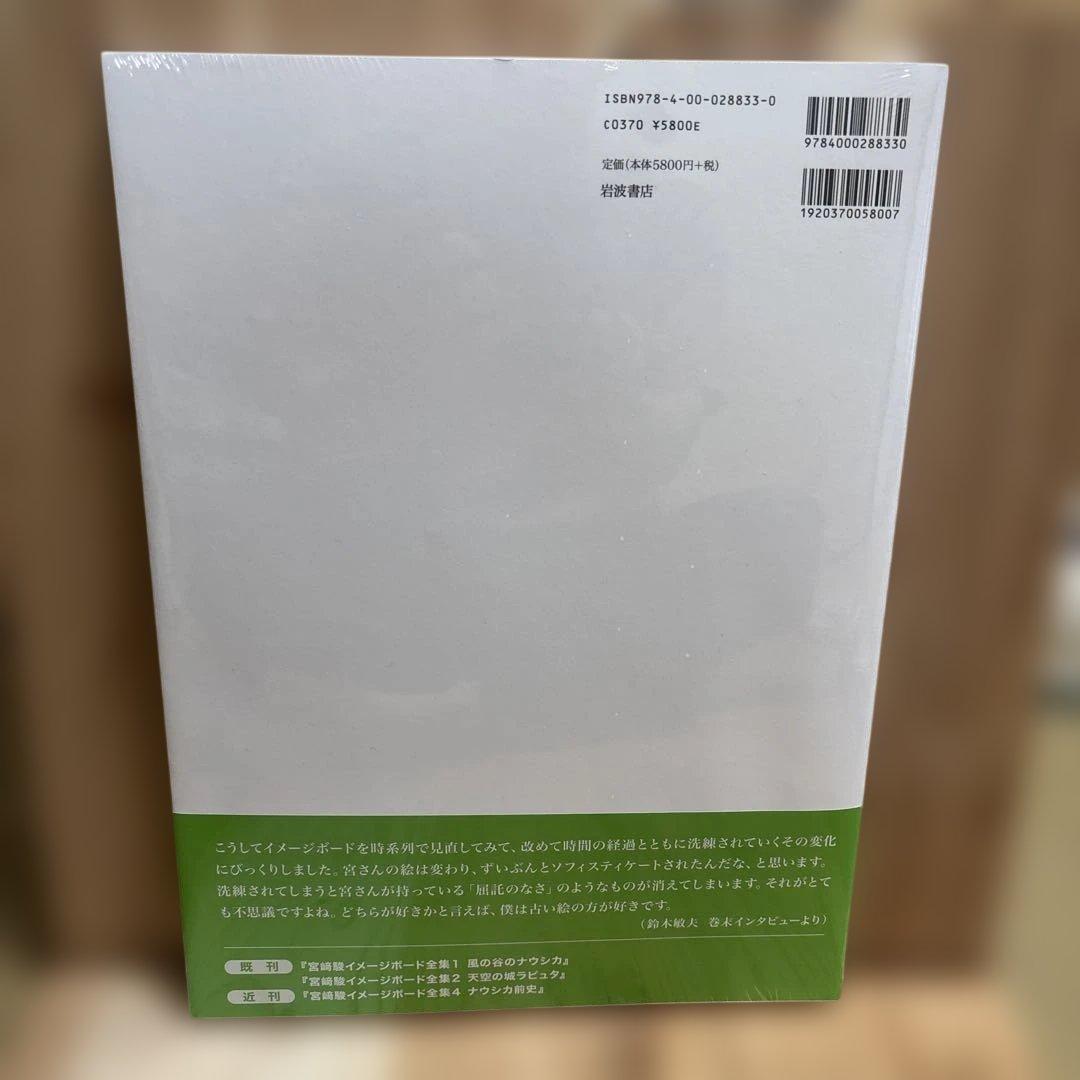 ISBN978-4-00-028833-0
C0370 ¥5800E
定価(本体5800円+税)
岩波書店
9784000288330
1920370058007
こうしてイメージボードを時系列で見直してみて、改めて時間の経過とともに洗練されていくその変化
にびっくりしました。宮さんの絵は変わり、ずいぶんとソフィスティケートされたんだな、と思います。
洗練されてしまうと宮さんが持っている「屈託のなさ」のようなものが消えてしまいます。それがとて
も不思議ですよね。どちらが好きかと言えば、僕は古い絵の方が好きです。
(鈴木敏夫 巻末インタビューより)
既 刊 『宮﨑駿イメージボード全集1 風の谷のナウシカ』
『宮﨑駿イメージボード全集2 天空の城ラピュタ』
近 刊 『宮﨑駿イメージボード全集4 ナウシカ前史』